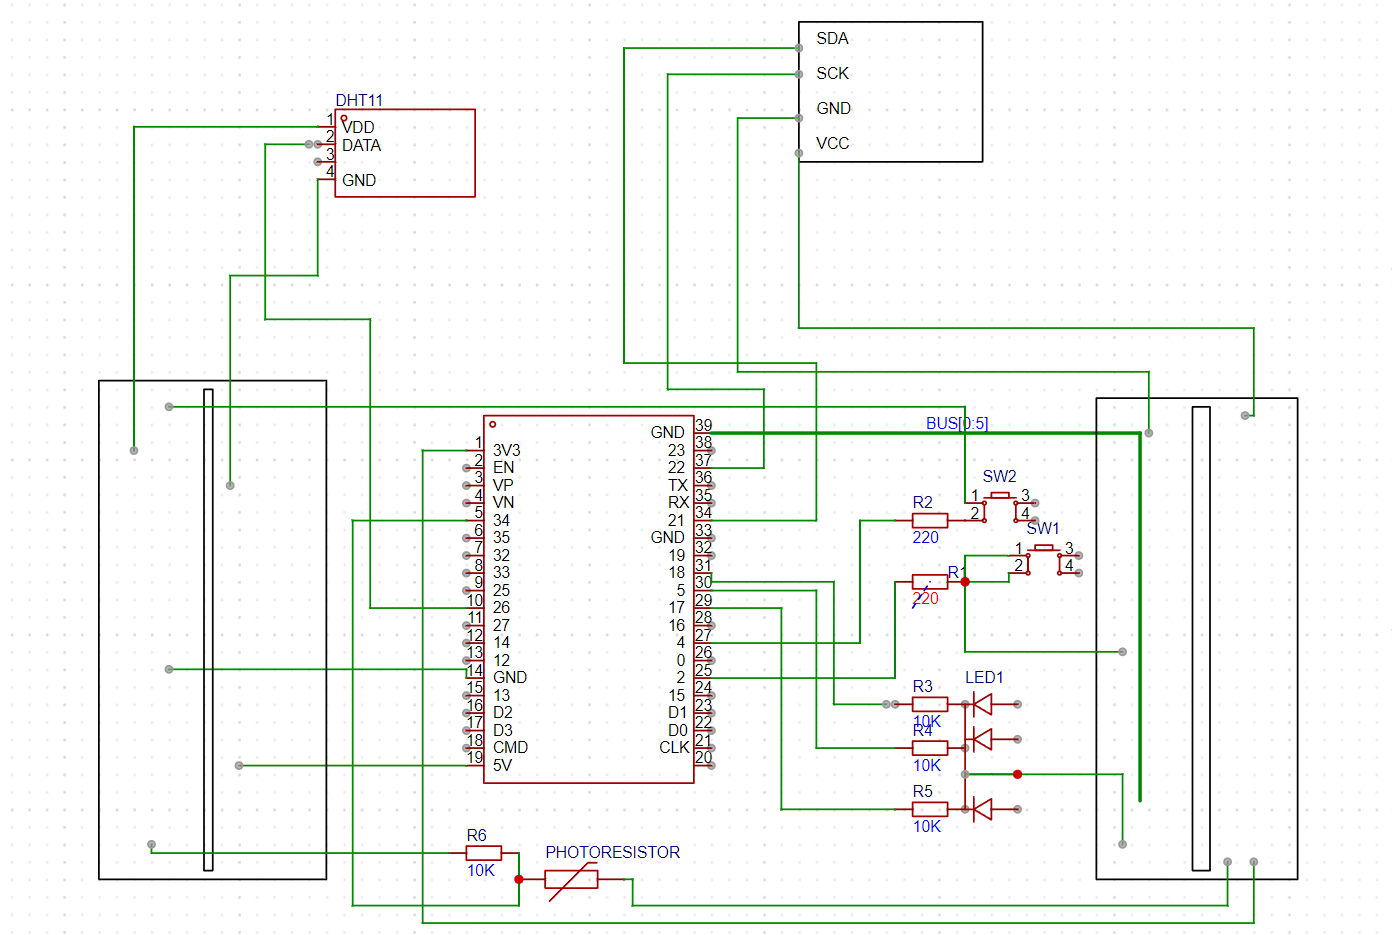 SDA
SCK
GND
VCC
DHT11
1
VDD
2
DATA
3
4
GND
BUS[0:5]
GND 39
1 3V3
23 38
2 EN
22 37
3 VP
TX 36
4 VN
RX 35
5 34
21 34
6 35
GND 33
7 32
19 32
8 33
18 31
9 25
5 30
10 26
17 29
11 27
16 28
12 14
4 27
13 12
0 26
14 GND
2 25
15 13
15 24
16 D2
D1 23
17 D3
D0 22
18 CMD
CLK 21
19 5V
20
SW2
1 3
2 4
R2
220
SW1
1 3
2 4
R1
220
LED1
R3
10K
R4
10K
R5
10K
R6
10K
PHOTORESISTOR